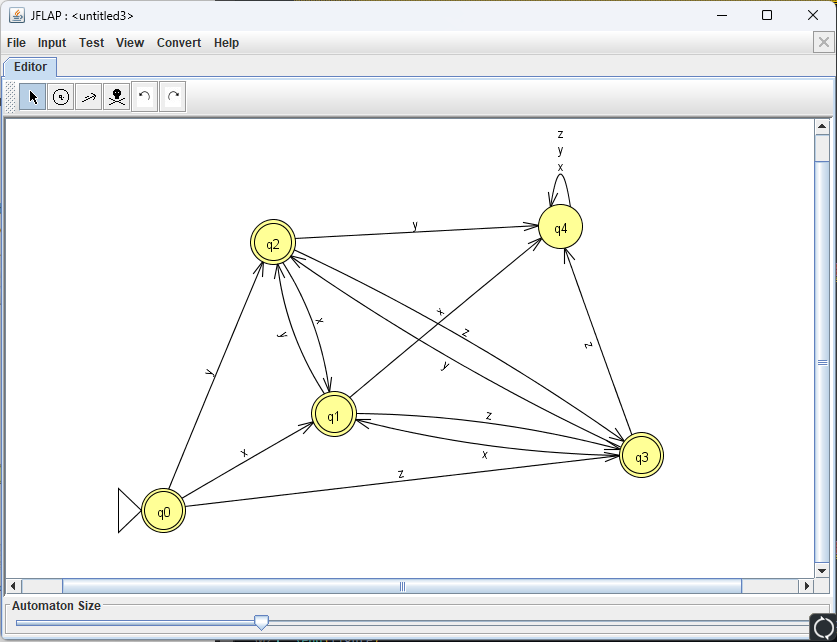 JFLAP : <untitled3>
File Input Test View Convert Help
Editor
z
y
x
q2
y
q4
x
y
x
z
z
y
y
q1
z
x
q3
x
z
q0
Automaton Size